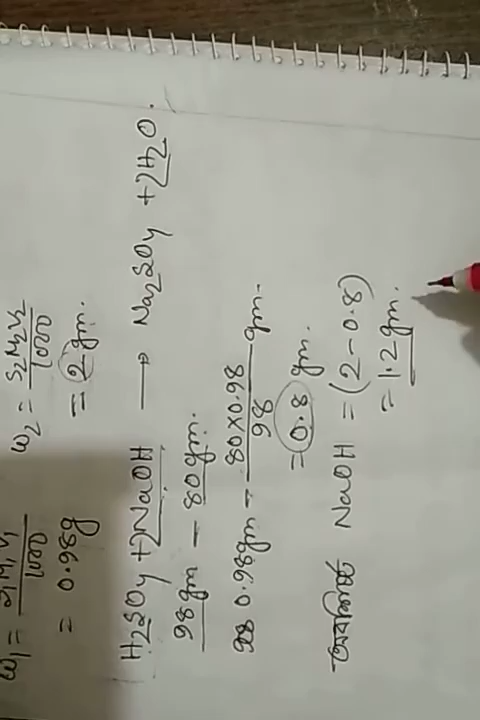 w1 = S1M1V1/1000
= 0.98g
w2 = S2M2V2/1000
= 2 gm.
H2SO4 + 2NaOH → Na2SO4 + 2H2O.
98gm - 80gm.
0.98gm - 80×0.98/98 gm.
= 0.8 gm.
NaOH = (2-0.8)
= 1.2 gm.